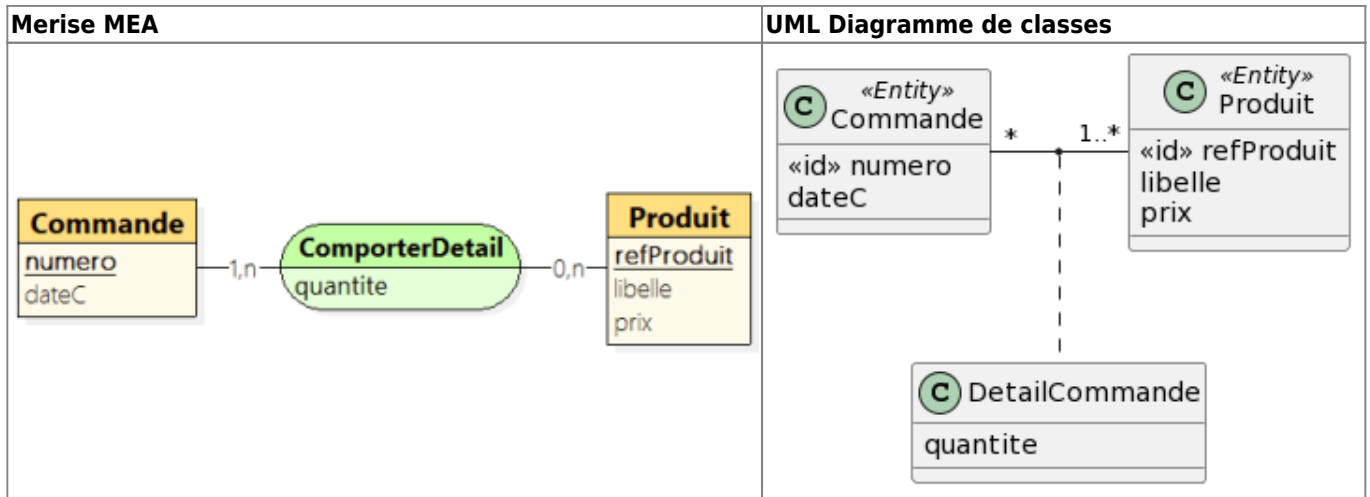 Merise MEA
UML Diagramme de classes
Commande
numero
dateC
1,n
ComporterDetail
quantite
0,n
Produit
refProduit
libelle
prix
C
«Entity»
Commande
«id» numero
dateC
*
1..*
C
«Entity»
Produit
«id» refProduit
libelle
prix
C DetailCommande
quantite